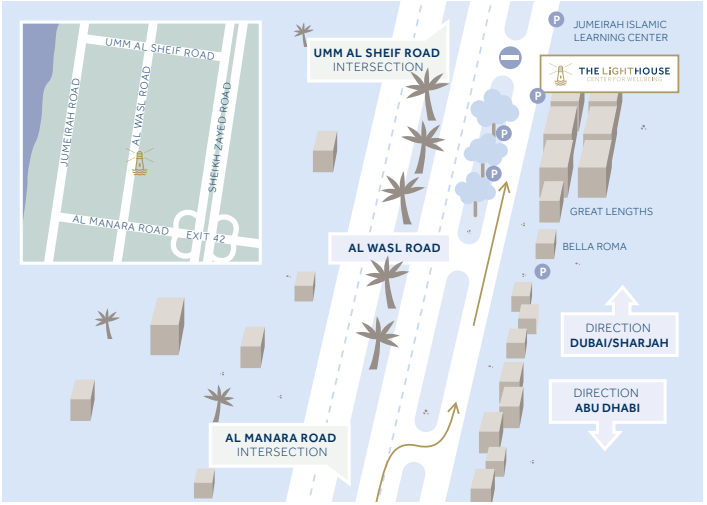 UMM AL SHEIF ROAD
JUMEIRAH ROAD
AL WASL ROAD
SHEIKH ZAYED ROAD
AL MANARA ROAD
EXIT 42
UMM AL SHEIF ROAD
INTERSECTION
P
JUMEIRAH ISLAMIC
LEARNING CENTER
THE LiGHTHOUSE
CENTER FOR WELLBEING
P
P
P
GREAT LENGTHS
AL WASL ROAD
BELLA ROMA
P
DIRECTION
DUBAI/SHARJAH
DIRECTION
ABU DHABI
AL MANARA ROAD
INTERSECTION